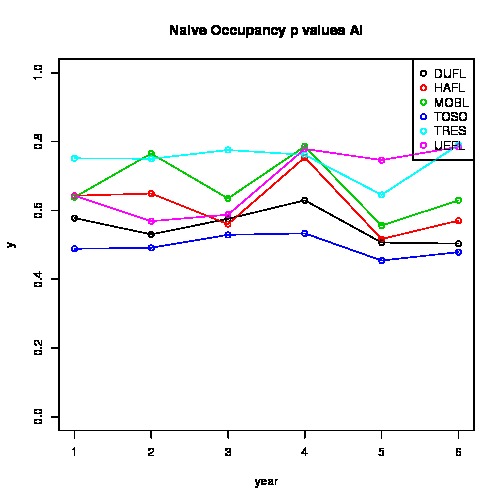 Naive Occupancy p values AI
1.0
DUFL
HAFL
MOBL
TOSO
TRES
UEFL
0.8
0.6
y
0.4
0.2
0.0
1 2 3 4 5 6
year